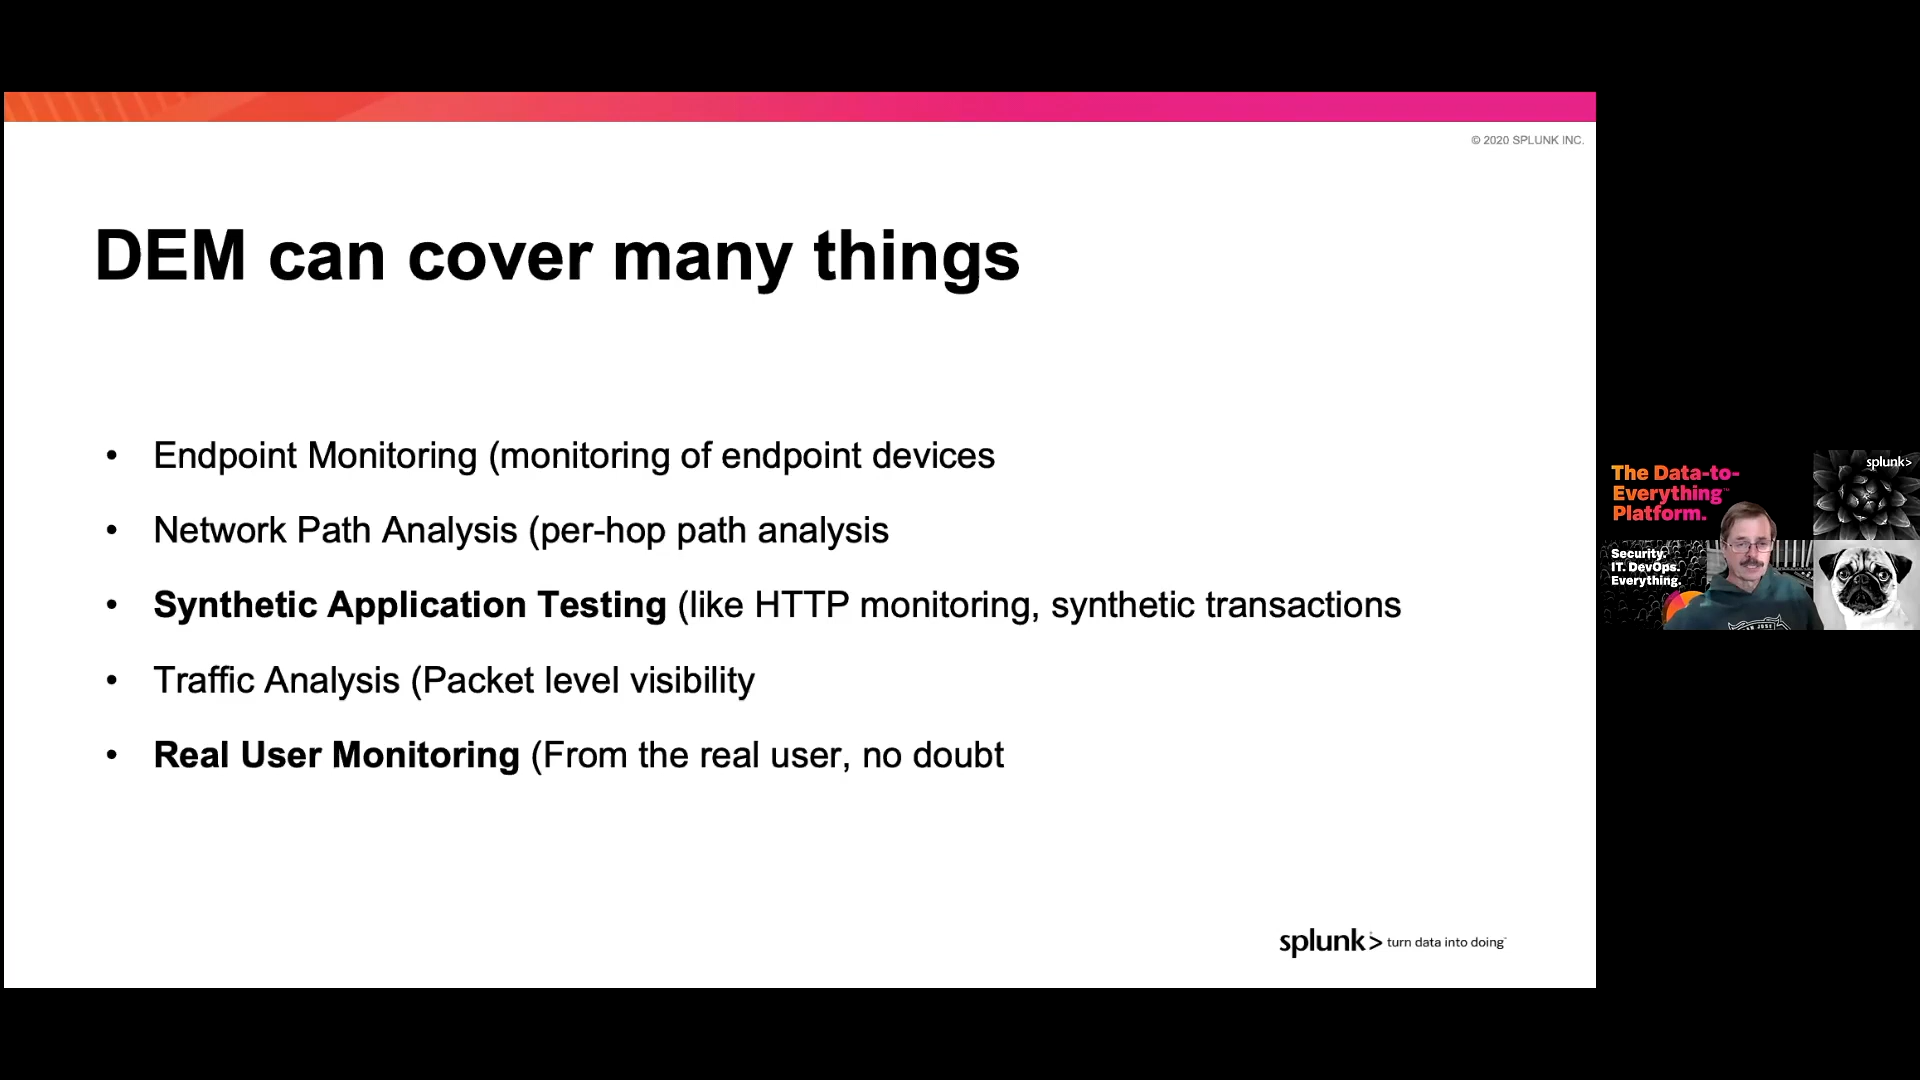 © 2020 SPLUNK INC.
DEM can cover many things
• Endpoint Monitoring (monitoring of endpoint devices
• Network Path Analysis (per-hop path analysis
• Synthetic Application Testing (like HTTP monitoring, synthetic transactions
• Traffic Analysis (Packet level visibility
• Real User Monitoring (From the real user, no doubt
splunk> turn data into doing™
The Data-to-
Everything™
Platform.
Security.
IT. DevOps.
Everything.
splunk>